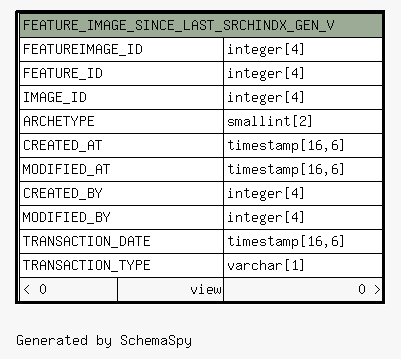 FEATURE_IMAGE_SINCE_LAST_SRCHINDX_GEN_V
FEATUREIMAGE_ID integer[4]
FEATURE_ID integer[4]
IMAGE_ID integer[4]
ARCHETYPE smallint[2]
CREATED_AT timestamp[16,6]
MODIFIED_AT timestamp[16,6]
CREATED_BY integer[4]
MODIFIED_BY integer[4]
TRANSACTION_DATE timestamp[16,6]
TRANSACTION_TYPE varchar[1]
< 0 view 0 >
Generated by SchemaSpy